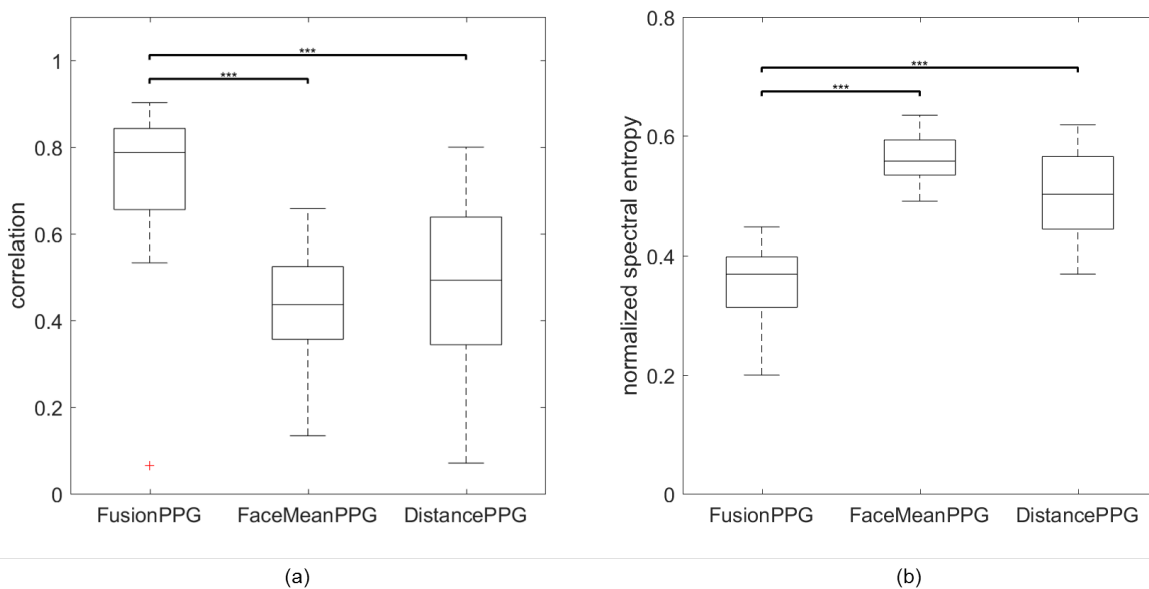 1
0.8
0.6
0.4
0.2
0
correlation
***
***
FusionPPG FaceMeanPPG DistancePPG
(a)
0.8
0.6
0.4
0.2
0
normalized spectral entropy
***
***
FusionPPG FaceMeanPPG DistancePPG
(b)